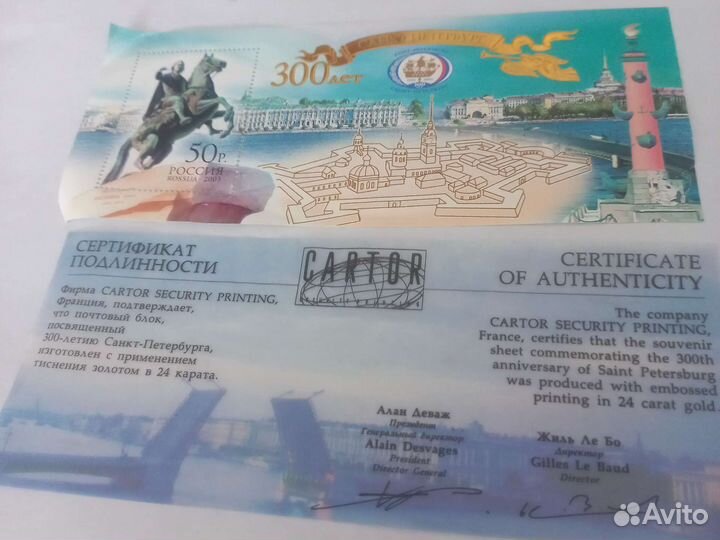 САНКТ-ПЕТЕРБУРГ
300 ЛЕТ
50 Р.
РОССИЯ
ROSSIJA 2003
СЕРТИФИКАТ
ПОДЛИННОСТИ
Фирма CARTOR SECURITY PRINTING,
Франция, подтверждает,
что почтовый блок,
посвященный
300-летию Санкт-Петербурга,
изготовлен с применением
тиснения золотом в 24 карата.
CARTOR
CERTIFICATE
OF AUTHENTICITY
The company
CARTOR SECURITY PRINTING,
France, certifies that the souvenir
sheet commemorating the 300th
anniversary of Saint Petersburg
was produced with embossed
printing in 24 carat gold.
Алан Деваж
Президент
Генеральный директор
Alain Desvages
President
Director General
Жиль Ле Бо
Директор
Gilles Le Baud
Director
Avito